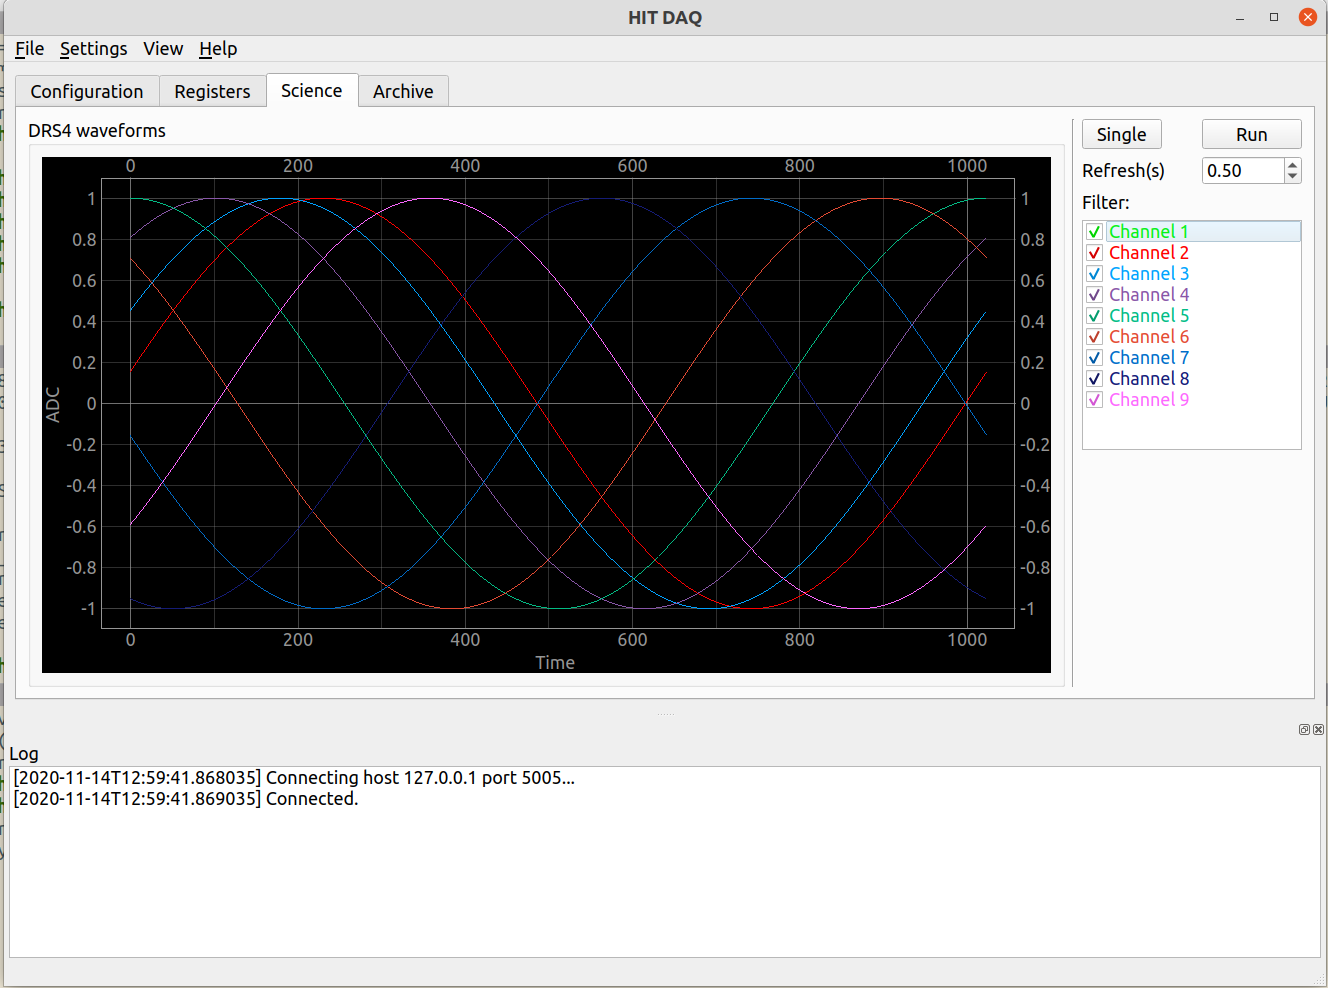 HIT DAQ
File Settings View Help
Configuration Registers Science Archive
DRS4 waveforms
Single Run
Refresh(s) 0.50
Filter:
Channel 1
Channel 2
Channel 3
Channel 4
Channel 5
Channel 6
Channel 7
Channel 8
Channel 9
0 200 400 600 800 1000
1 1
0.8 0.8
0.6 0.6
0.4 0.4
0.2 0.2
0 0
-0.2 -0.2
-0.4 -0.4
-0.6 -0.6
-0.8 -0.8
-1 -1
ADC
0 200 400 600 800 1000
Time
Log
[2020-11-14T12:59:41.868035] Connecting host 127.0.0.1 port 5005...
[2020-11-14T12:59:41.869035] Connected.